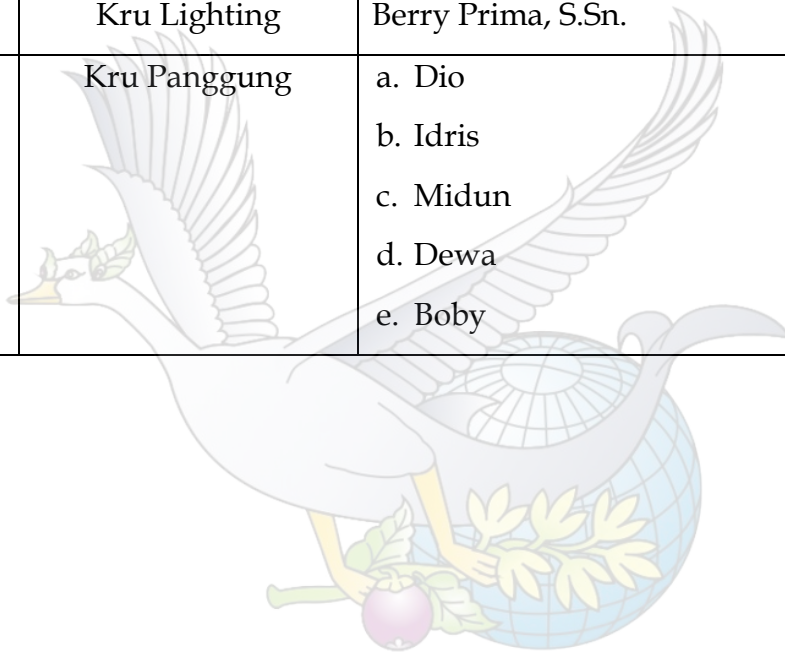 Kru Lighting Berry Prima, S.Sn.
Kru Panggung a. Dio
b. Idris
c. Midun
d. Dewa
e. Boby